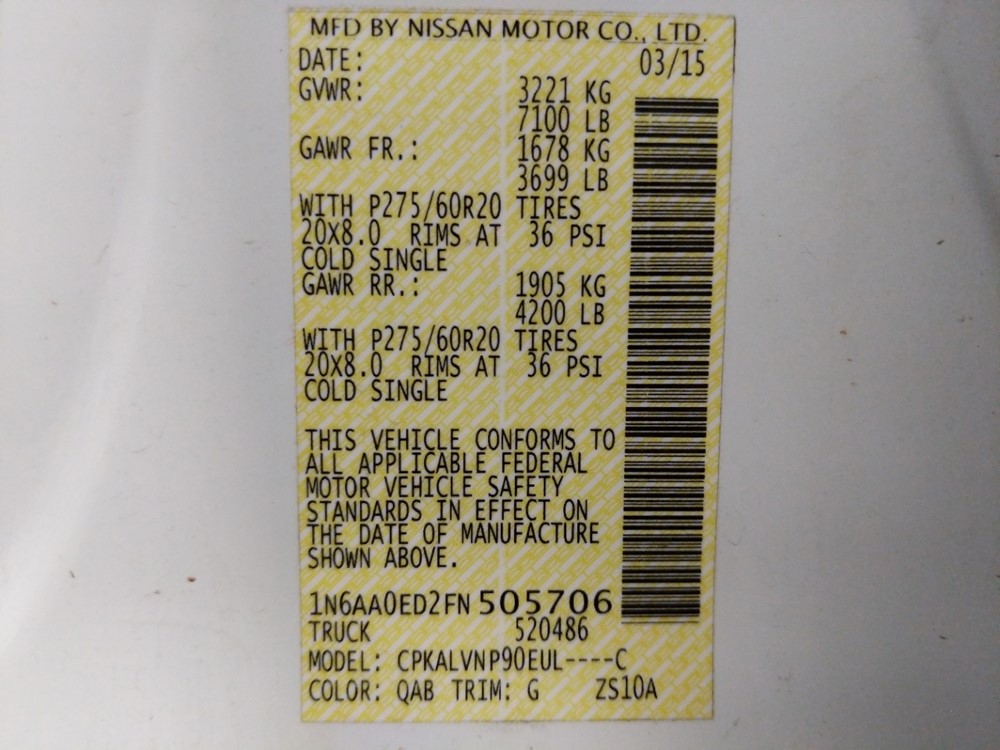 MFD BY NISSAN MOTOR CO., LTD.
DATE: 03/15
GVWR: 3221 KG
7100 LB
GAWR FR.: 1678 KG
3699 LB
WITH P275/60R20 TIRES
20X8.0 RIMS AT 36 PSI
COLD SINGLE
GAWR RR.: 1905 KG
4200 LB
WITH P275/60R20 TIRES
20X8.0 RIMS AT 36 PSI
COLD SINGLE
THIS VEHICLE CONFORMS TO
ALL APPLICABLE FEDERAL
MOTOR VEHICLE SAFETY
STANDARDS IN EFFECT ON
THE DATE OF MANUFACTURE
SHOWN ABOVE.
1N6AA0ED2FN505706
TRUCK 520486
MODEL: CPKALVNP90EUL----C
COLOR: QAB TRIM: G ZS10A